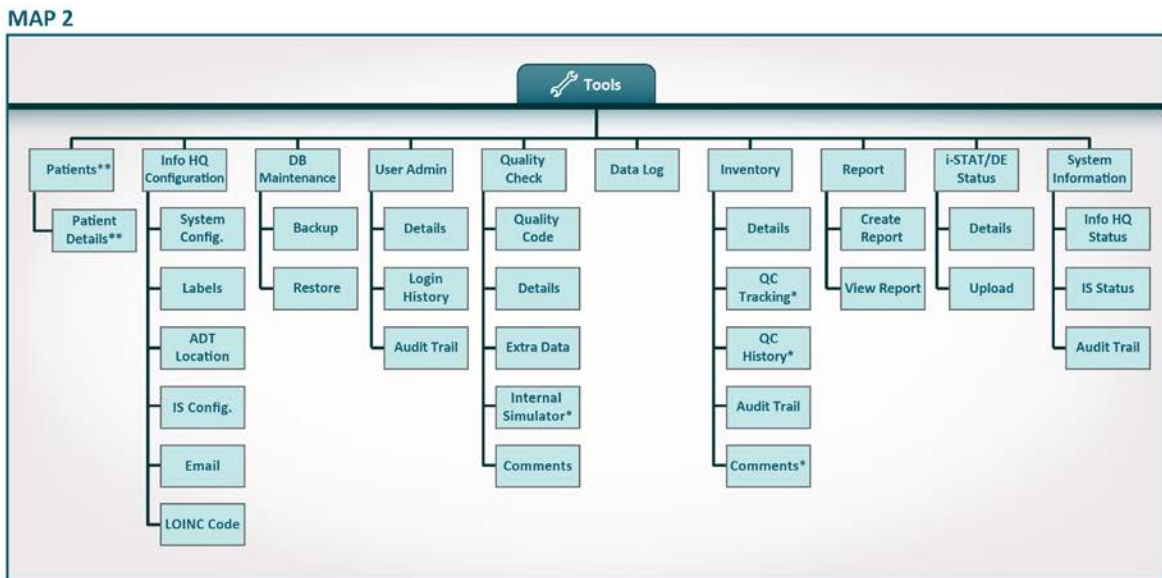 MAP 2
Tools
Patients**
Patient
Details**
Info HQ
Configuration
System
Config.
Labels
ADT
Location
IS Config.
Email
LOINC Code
DB
Maintenance
Backup
Restore
User Admin
Details
Login
History
Audit Trail
Quality
Check
Quality
Code
Details
Extra Data
Internal
Simulator*
Comments
Data Log
Inventory
Details
QC
Tracking*
QC
History*
Audit Trail
Comments*
Report
Create
Report
View Report
i-STAT/DE
Status
Details
Upload
System
Information
Info HQ
Status
IS Status
Audit Trail